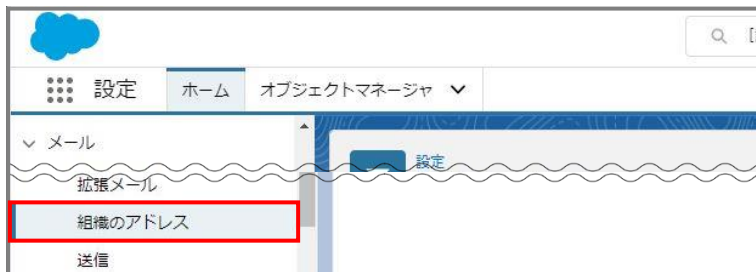 設定 ホーム オブジェクトマネージャ
メール
設定
拡張メール
組織のアドレス
送信